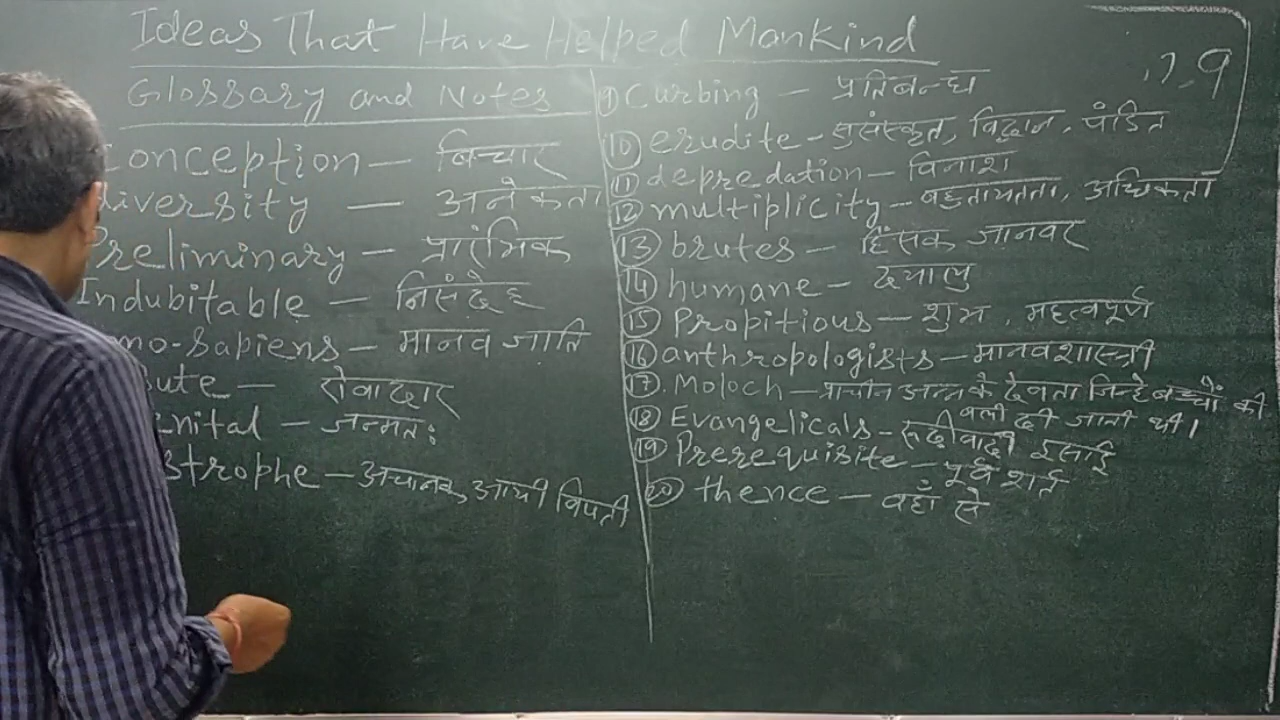 Ideas That Have Helped Mankind
Glossary and Notes
Conception — विचार
diversity — अनेकता
Preliminary — प्रारंभिक
Indubitable — निसंदेह
mo-sapiens — मानव जाति
bute — सेवादार
nital — जन्मतः
strophe — अचानक आयी विपती
9 Curbing — प्रतिबन्ध
10 erudite — सुसंस्कृत, विद्वान, पंडित
11 depredation — विनाश
12 multiplicity — बहुतायतता, अधिकता
13 brutes — हिंसक जानवर
14 humane — दयालु
15 Propitious — शुभ, महत्वपूर्ण
16 anthropologists — मानवशास्त्री
17 Moloch — प्राचीन के देवता जिन्हे बच्चों की
बली दी जाती थी।
18 Evangelicals — रूढ़ीवादी इसाई
19 Prerequisite — पूर्व शर्त
20 thence — वहाँ से
9